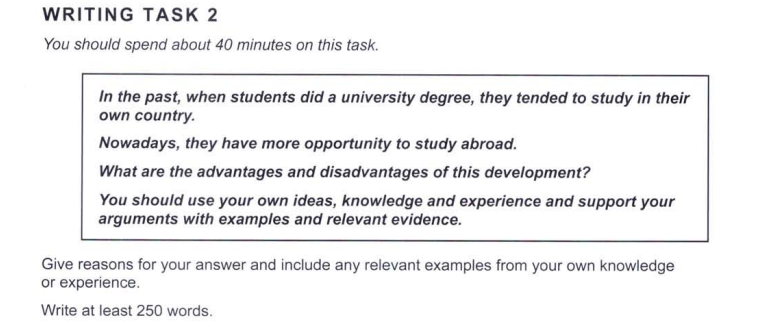 WRITING TASK 2
You should spend about 40 minutes on this task.
In the past, when students did a university degree, they tended to study in their
own country.
Nowadays, they have more opportunity to study abroad.
What are the advantages and disadvantages of this development?
You should use your own ideas, knowledge and experience and support your
arguments with examples and relevant evidence.
Give reasons for your answer and include any relevant examples from your own knowledge
or experience.
Write at least 250 words.